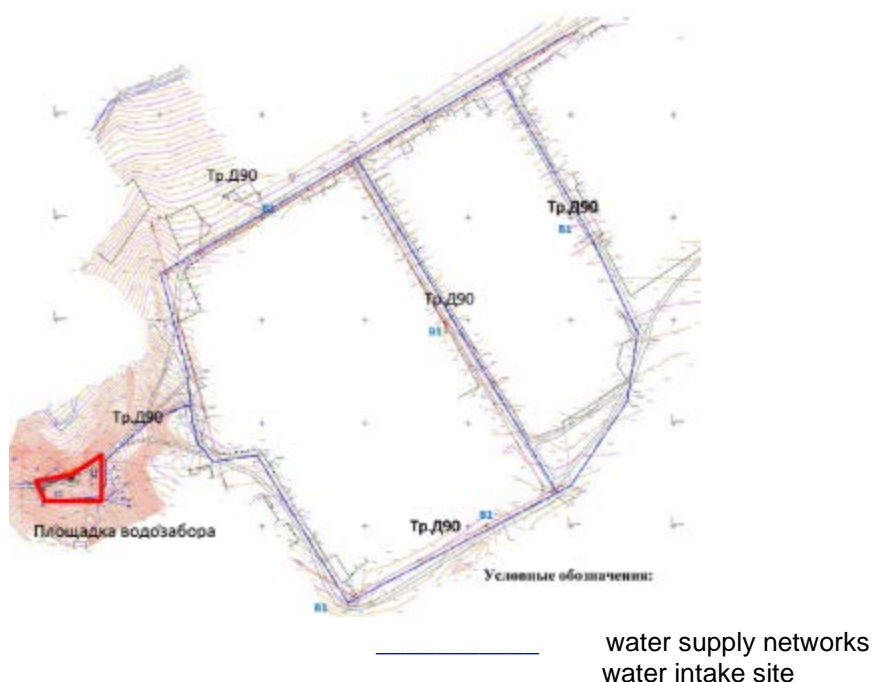 Тр.Д90
В1
Тр.Д90
В1
Тр.Д90
В1
Тр.Д90
Площадка водозабора
Тр.Д90
В1
Условные обозначения:
В1
water supply networks
water intake site